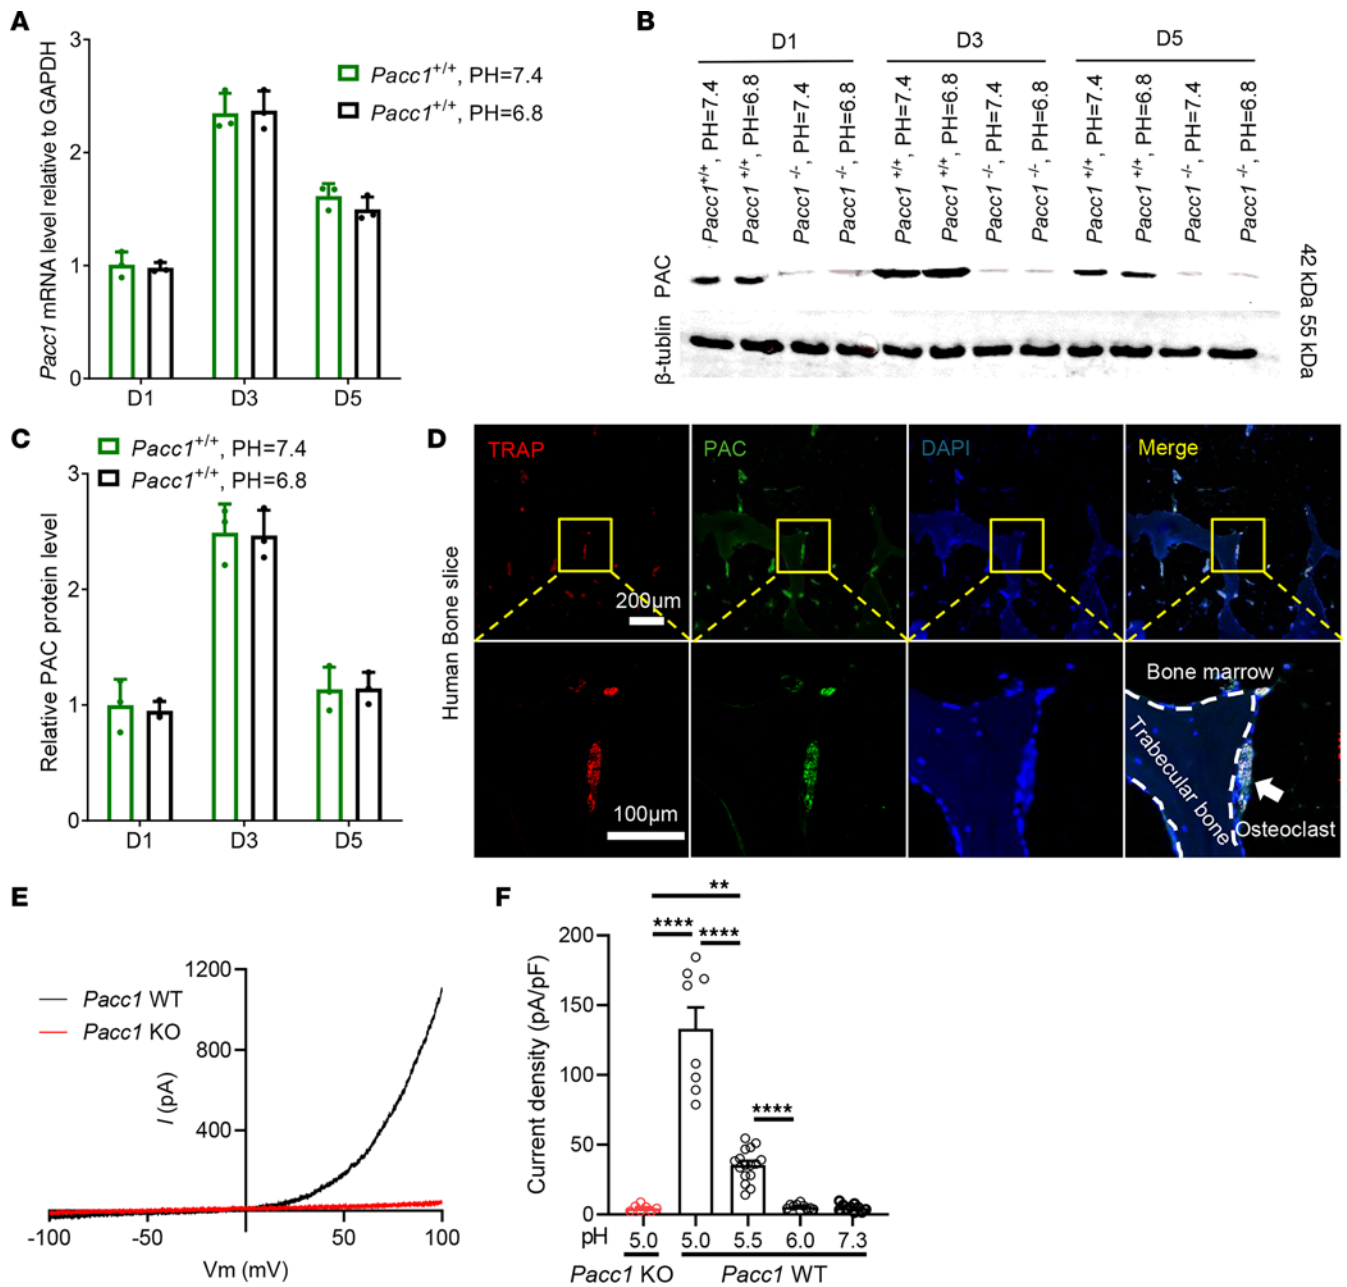 A
Pacc1 mRNA level relative to GAPDH
3
2
1
0
D1
D3
D5
Pacc1+/+, PH=7.4
Pacc1+/+, PH=6.8
B
D1
D3
D5
Pacc1+/+, PH=7.4
Pacc1+/+, PH=6.8
Pacc1 -/-, PH=7.4
Pacc1 -/-, PH=6.8
Pacc1 +/+, PH=7.4
Pacc1 +/+, PH=6.8
Pacc1 -/-, PH=7.4
Pacc1 -/-, PH=6.8
Pacc1 +/+, PH=7.4
Pacc1 +/+, PH=6.8
Pacc1 -/-, PH=7.4
Pacc1 -/-, PH=6.8
PAC
42 kDa
β-tublin
55 kDa
C
Pacc1+/+, PH=7.4
Pacc1+/+, PH=6.8
Relative PAC protein level
3
2
1
0
D1
D3
D5
D
Human Bone slice
TRAP
PAC
DAPI
Merge
200μm
100μm
Bone marrow
Trabecular bone
Osteoclast
E
Pacc1 WT
Pacc1 KO
I (pA)
1200
800
400
-100
-50
50
100
Vm (mV)
F
**
****
****
****
Current density (pA/pF)
200
150
100
50
0
pH
5.0
5.0
5.5
6.0
7.3
Pacc1 KO
Pacc1 WT